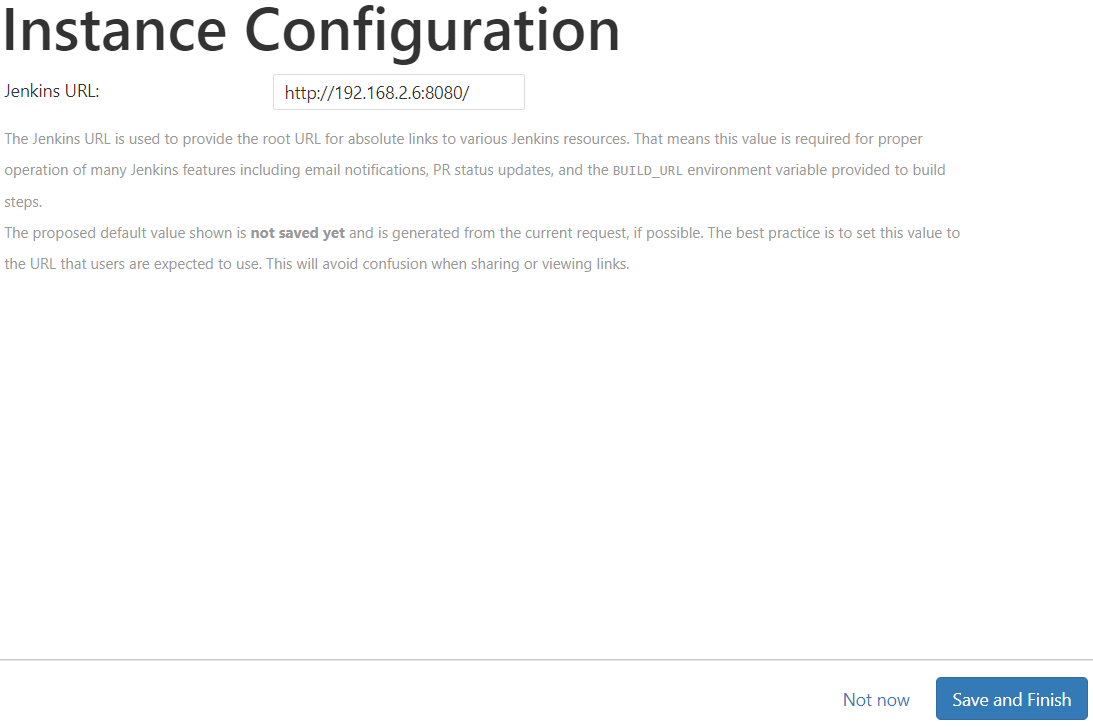 Instance Configuration
Jenkins URL: http://192.168.2.6:8080/
The Jenkins URL is used to provide the root URL for absolute links to various Jenkins resources. That means this value is required for proper
operation of many Jenkins features including email notifications, PR status updates, and the BUILD_URL environment variable provided to build
steps.
The proposed default value shown is not saved yet and is generated from the current request, if possible. The best practice is to set this value to
the URL that users are expected to use. This will avoid confusion when sharing or viewing links.
Not now Save and Finish